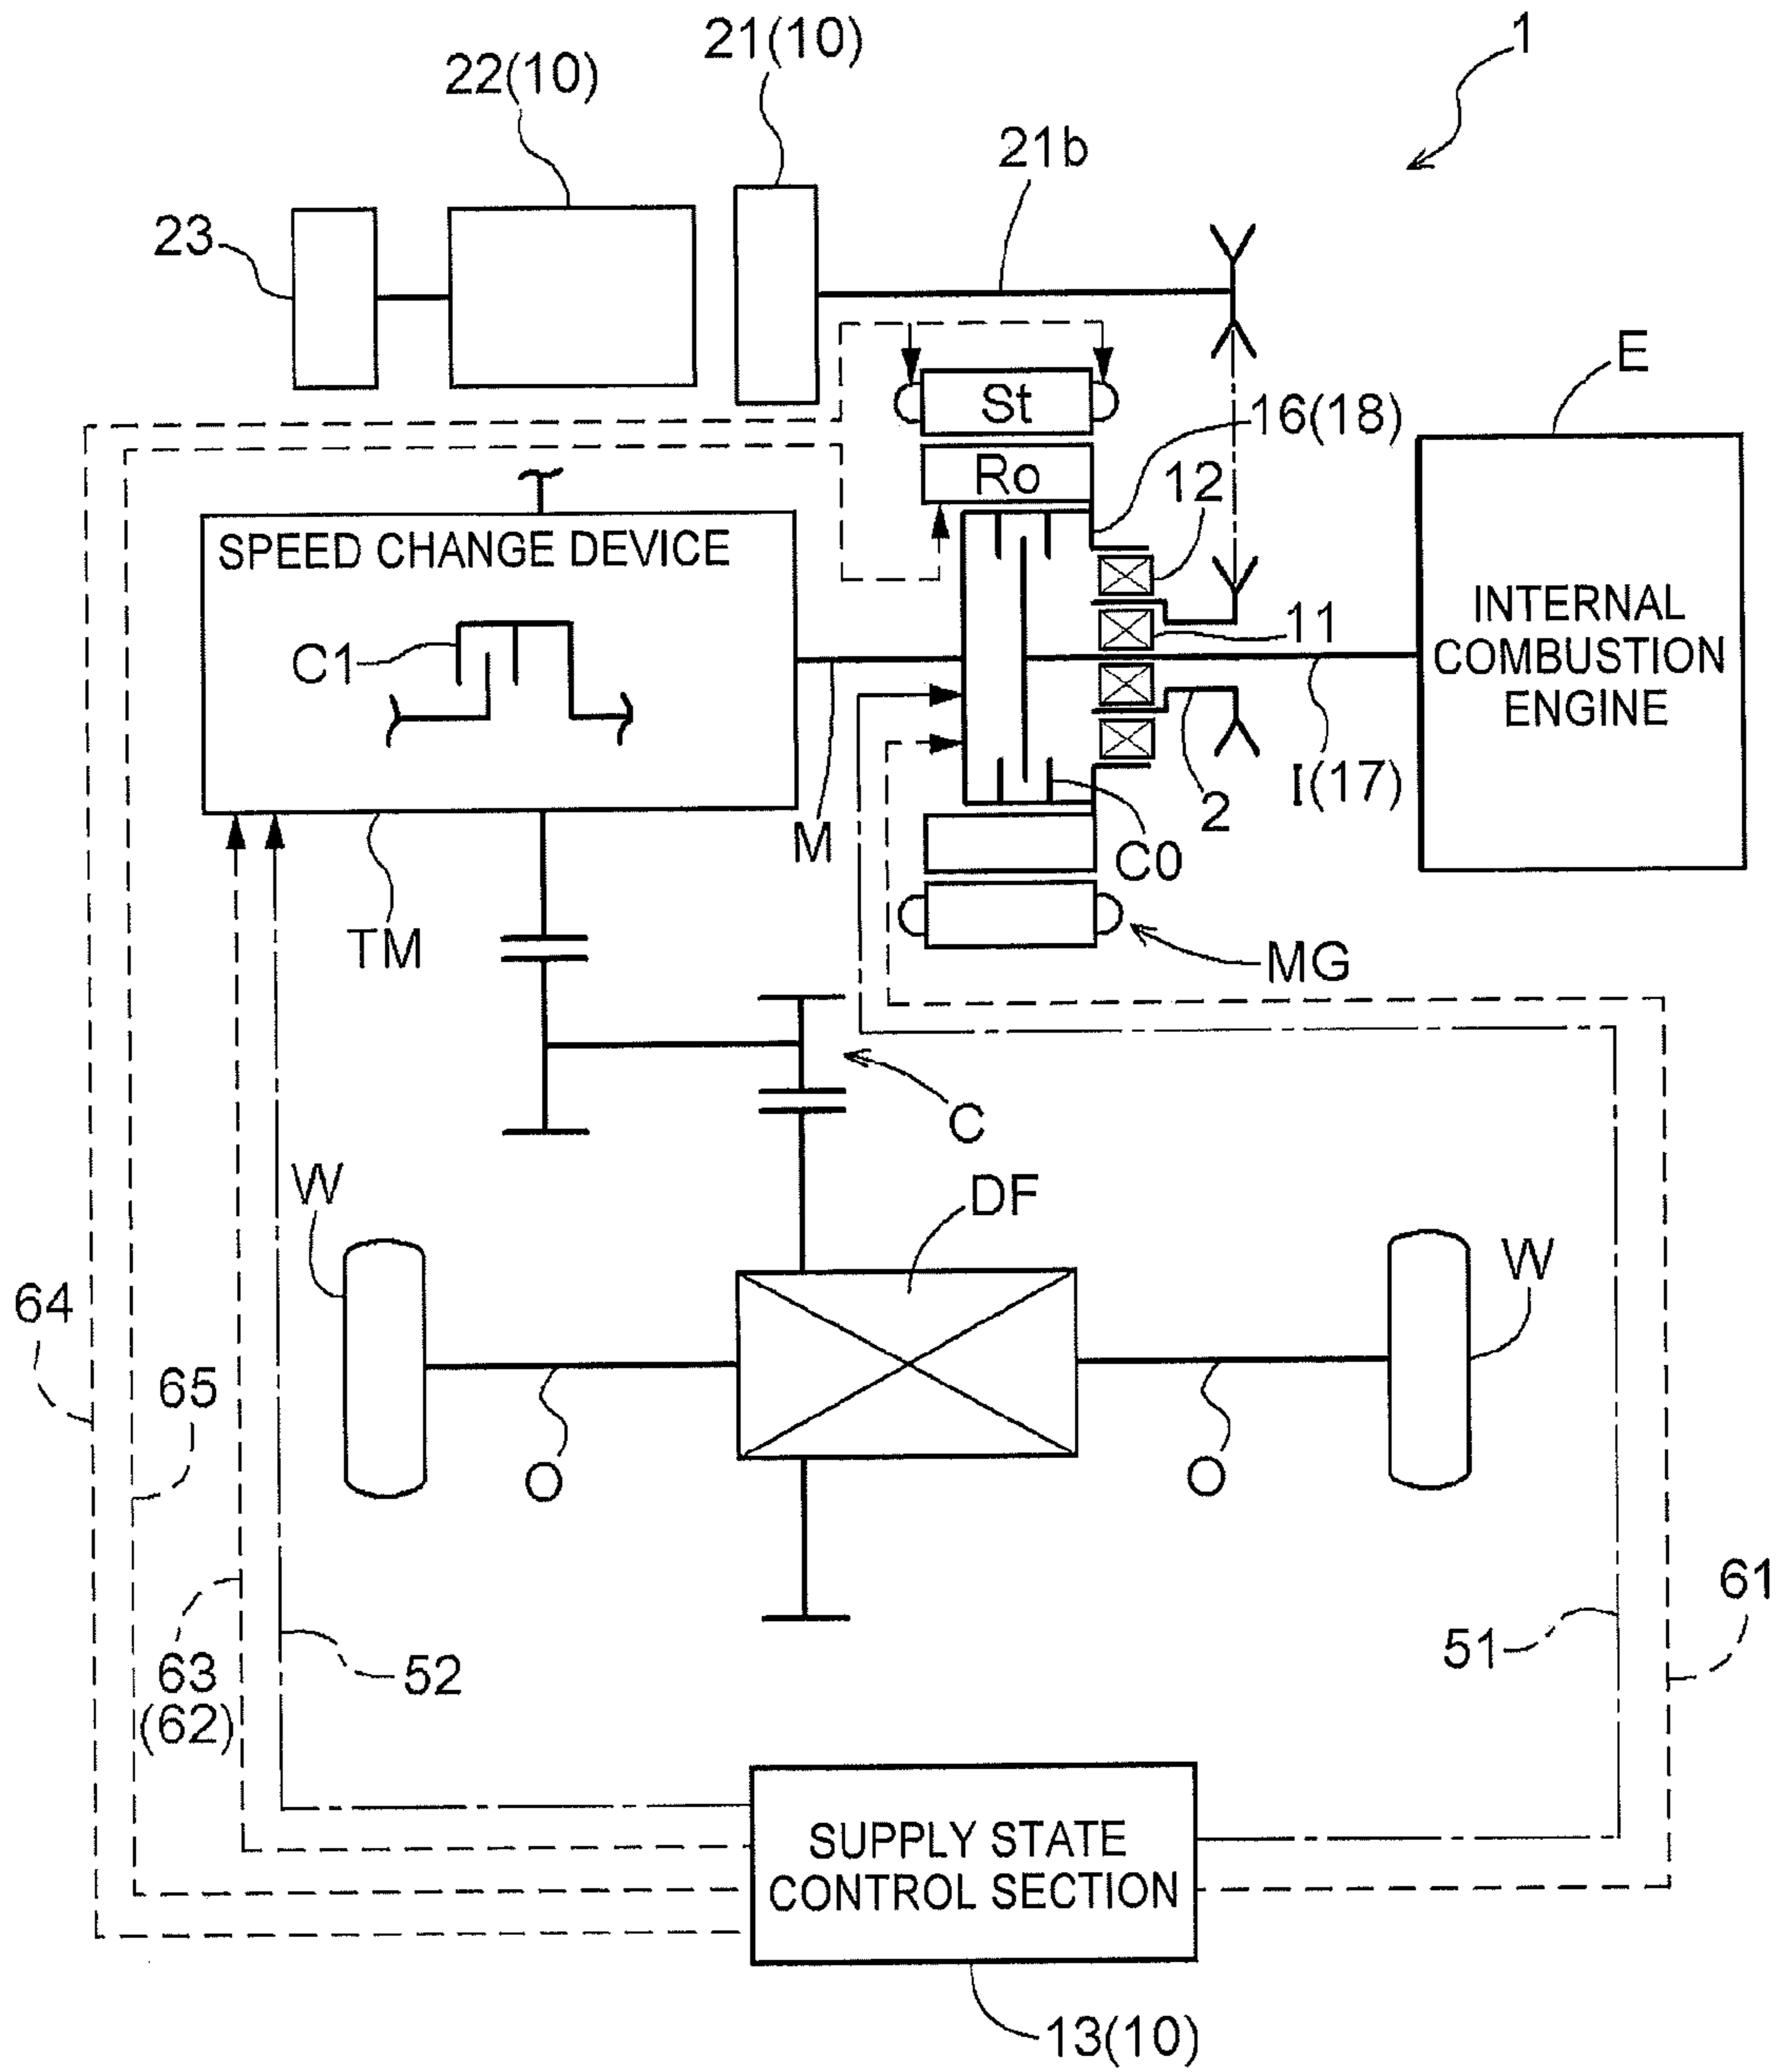 1
21(10)
22(10)
21b
23
E
St
16(18)
Ro
12
SPEED CHANGE DEVICE
INTERNAL
COMBUSTION
ENGINE
11
C1
I(17)
2
M
C0
TM
MG
C
W
DF
W
64
65
O
O
61
51
63
(62)
52
SUPPLY STATE
CONTROL SECTION
13(10)